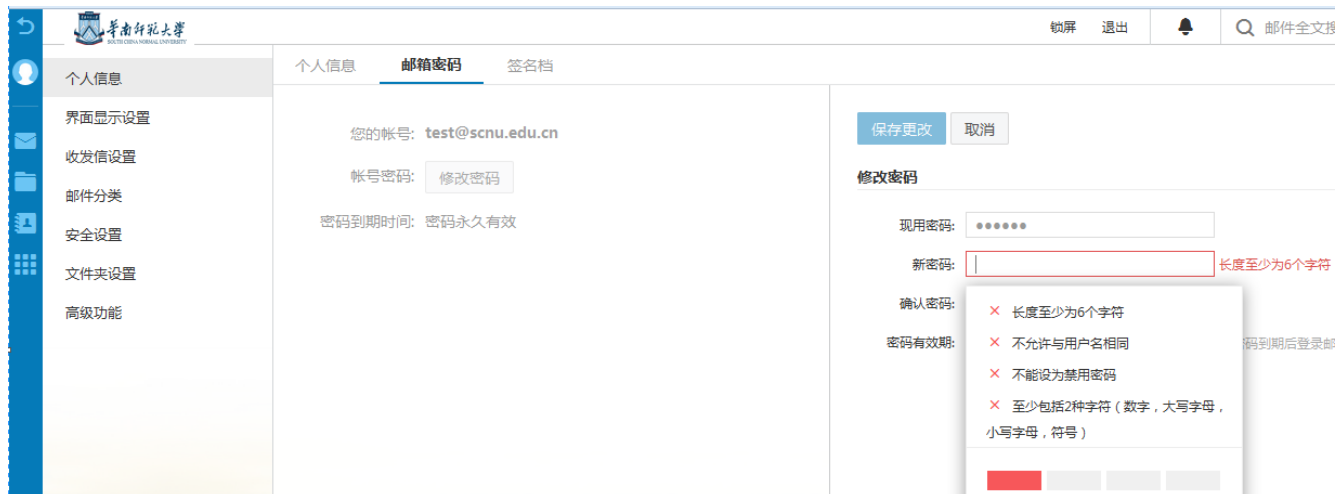 華南師範大學
SOUTH CHINA NORMAL UNIVERSITY
锁屏 退出 邮件全文搜
个人信息
界面显示设置
收发信设置
邮件分类
安全设置
文件夹设置
高级功能
个人信息 邮箱密码 签名档
您的帐号: test@scnu.edu.cn
帐号密码: 修改密码
密码到期时间: 密码永久有效
保存更改 取消
修改密码
现用密码: ●●●●●●
新密码: 长度至少为6个字符
确认密码:
密码有效期: 码到期后登录邮
× 长度至少为6个字符
× 不允许与用户名相同
× 不能设为禁用密码
× 至少包括2种字符（数字，大写字母，
小写字母，符号）